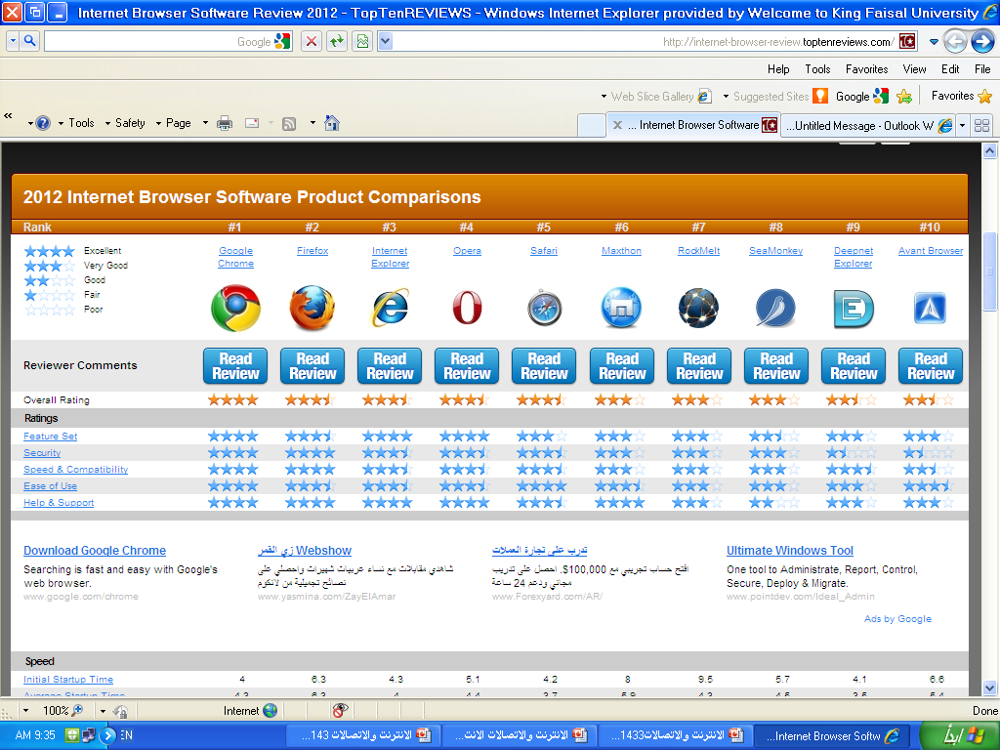 Internet Browser Software Review 2012 - TopTenREVIEWS - Windows Internet Explorer provided by Welcome to King Faisal University
Google
http://internet-browser-review.toptenreviews.com/
Help Tools Favorites View Edit File
Web Slice Gallery Suggested Sites Google Favorites
« Tools Safety Page
X ... Internet Browser Software ...Untitled Message - Outlook W
2012 Internet Browser Software Product Comparisons
Rank #1 #2 #3 #4 #5 #6 #7 #8 #9 #10
Excellent
Very Good
Good
Fair
Poor
Google Chrome
Firefox
Internet Explorer
Opera
Safari
Maxthon
RockMelt
SeaMonkey
Deepnet Explorer
Avant Browser
Reviewer Comments
Read Review Read Review Read Review Read Review Read Review Read Review Read Review Read Review Read Review Read Review
Overall Rating
Ratings
Feature Set
Security
Speed & Compatibility
Ease of Use
Help & Support
Download Google Chrome
Searching is fast and easy with Google's
web browser.
www.google.com/chrome
زي القمر Webshow
شاهدي مقابلات مع نساء عربيات شهيرات واحصلي على
نصائح تجميلية من لانكوم
www.yasmina.com/ZayElAmar
تدرب على تجارة العملات
افتح حساب تجريبي مع 100,000$. احصل على تدريب
مجاني ودعم 24 ساعة
www.Forexyard.com/AR/
Ultimate Windows Tool
One tool to Administrate, Report, Control,
Secure, Deploy & Migrate.
www.pointdev.com/Ideal_Admin
Ads by Google
Speed
Initial Startup Time 4 6.3 4.3 5.1 4.2 8 9.5 5.7 4.1 6.6
Average Startup Time 4.3 6.3 4 4.4 3.7 5.9 4.3 4.5 3.5 5.4
100% Internet Done
AM 9:35 EN
الانترنت والاتصالات 143...
الانترنت والاتصالات الانت...
الانترنت والاتصالات1433...
...Internet Browser Softw
ابدأ